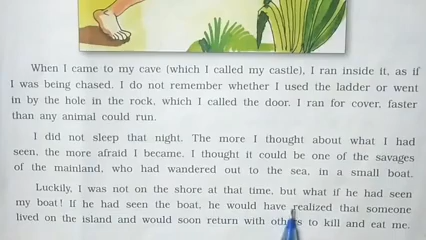 When I came to my cave (which I called my castle), I ran inside it, as if
I was being chased. I do not remember whether I used the ladder or went
in by the hole in the rock, which I called the door. I ran for cover, faster
than any animal could run.
I did not sleep that night. The more I thought about what I had
seen, the more afraid I became. I thought it could be one of the savages
of the mainland, who had wandered out to the sea, in a small boat.
Luckily, I was not on the shore at that time, but what if he had seen
my boat! If he had seen the boat, he would have realized that someone
lived on the island and would soon return with others to kill and eat me.